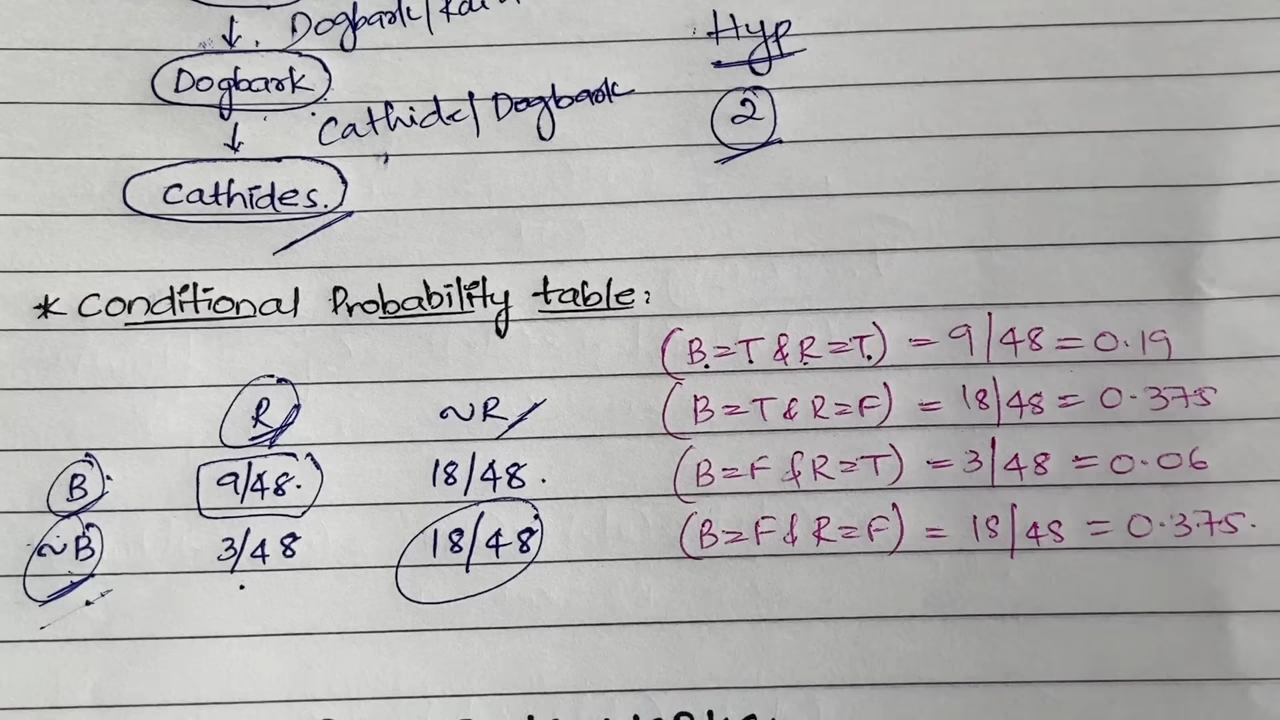 ↓ Dogbark/
Hyp
Dogbark
2
↓ Cathide/Dogbark
Cathides.
* Conditional Probability table:
(B=T & R=T.) = 9/48 = 0.19
R ~R
(B=T & R=F) = 18/48 = 0.375
B 9/48. 18/48.
(B=F & R=T) = 3/48 = 0.06
~B 3/48 18/48
(B=F & R=F) = 18/48 = 0.375.